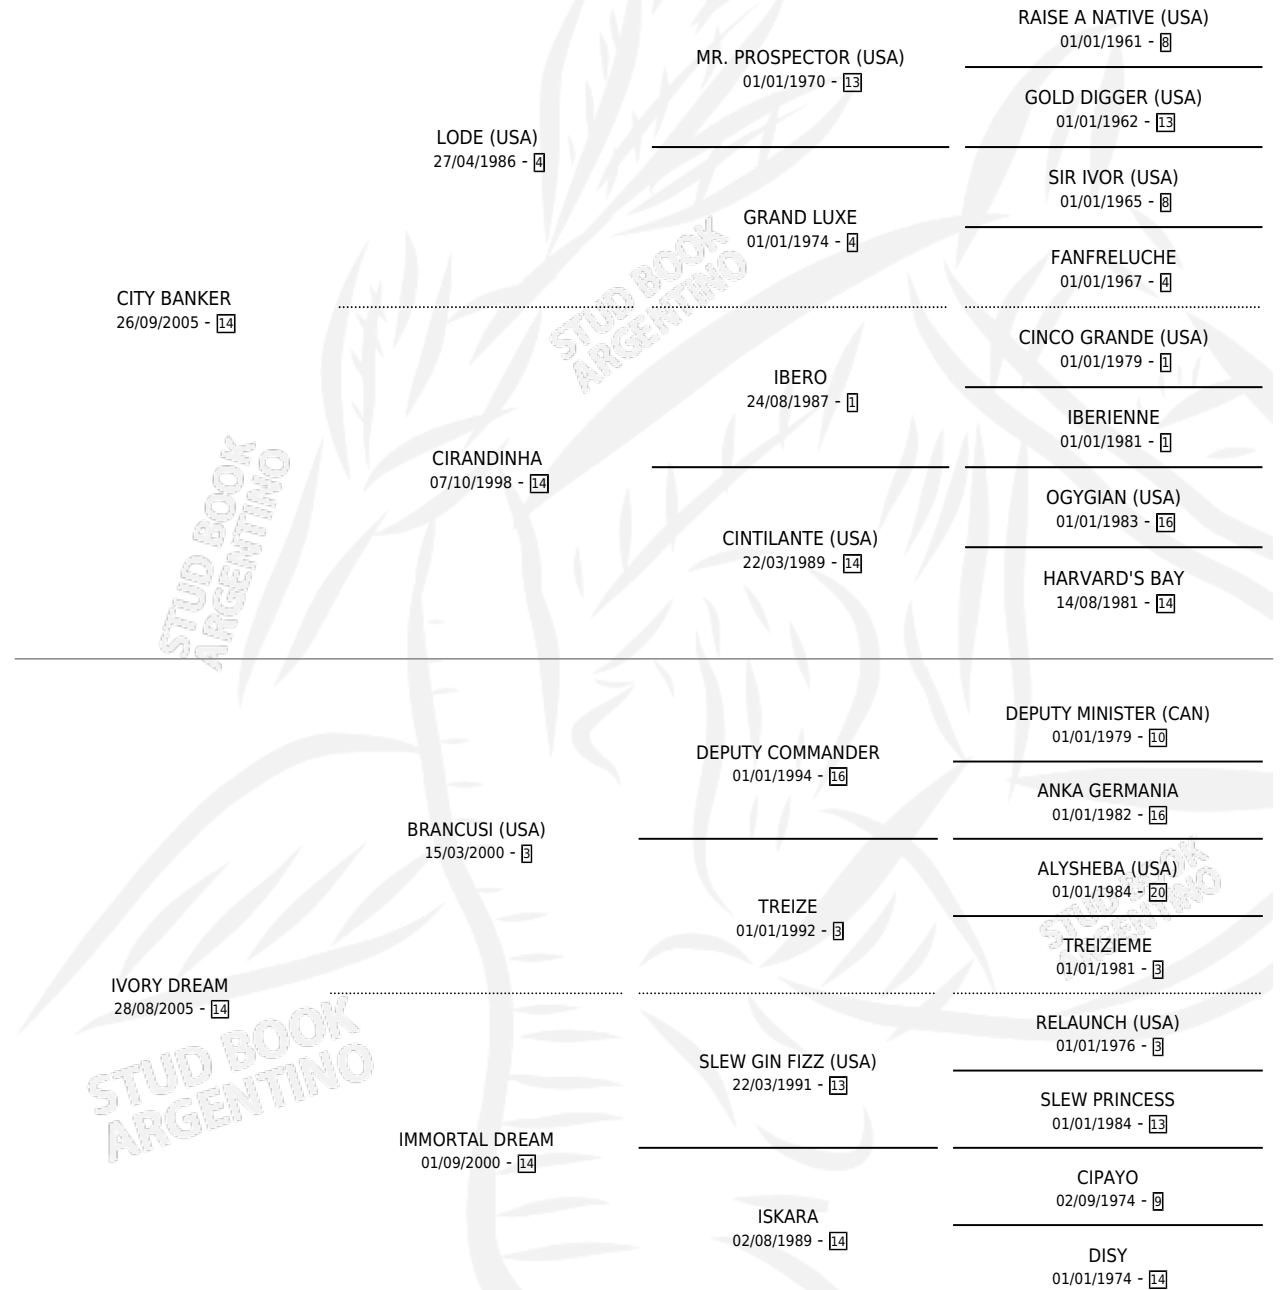 RAISE A NATIVE (USA)
01/01/1961 - 8
MR. PROSPECTOR (USA)
01/01/1970 - 13
GOLD DIGGER (USA)
01/01/1962 - 13
LODE (USA)
27/04/1986 - 4
SIR IVOR (USA)
01/01/1965 - 8
GRAND LUXE
01/01/1974 - 4
FANFRELUCHE
01/01/1967 - 4
CITY BANKER
26/09/2005 - 14
STUD BOOK
ARGENTINO
CINCO GRANDE (USA)
01/01/1979 - 1
IBERO
24/08/1987 - 1
IBERIENNE
01/01/1981 - 1
CIRANDINHA
07/10/1998 - 14
OGYGIAN (USA)
01/01/1983 - 16
CINTILANTE (USA)
22/03/1989 - 14
HARVARD'S BAY
14/08/1981 - 14
STUD BOOK
ARGENTINO
DEPUTY MINISTER (CAN)
01/01/1979 - 10
DEPUTY COMMANDER
01/01/1994 - 16
ANKA GERMANIA
01/01/1982 - 16
BRANCUSI (USA)
15/03/2000 - 3
ALYSHEBA (USA)
01/01/1984 - 20
STUD BOOK
ARGENTINO
TREIZE
01/01/1992 - 3
TREIZIEME
01/01/1981 - 3
IVORY DREAM
28/08/2005 - 14
STUD BOOK
ARGENTINO
RELAUNCH (USA)
01/01/1976 - 3
SLEW GIN FIZZ (USA)
22/03/1991 - 13
SLEW PRINCESS
01/01/1984 - 13
IMMORTAL DREAM
01/09/2000 - 14
CIPAYO
02/09/1974 - 9
ISKARA
02/08/1989 - 14
DISY
01/01/1974 - 14